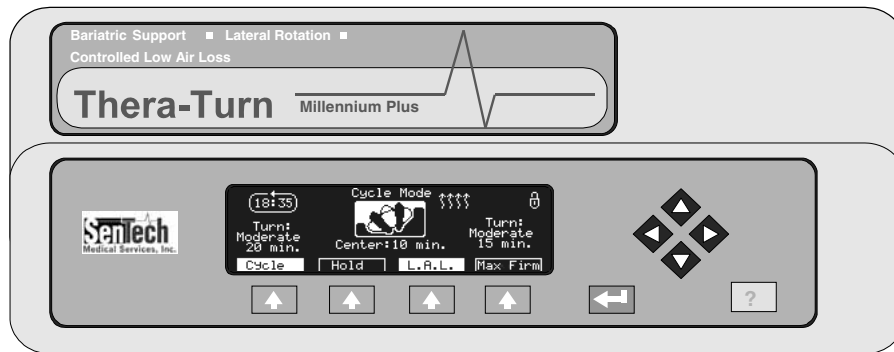 Bariatric Support ■ Lateral Rotation ■
Controlled Low Air Loss
Thera-Turn
Millennium Plus
SenTech
Medical Services, Inc.
Cycle Mode
18:35
Turn:
Moderate
20 min.
Center:10 min.
Turn:
Moderate
15 min.
Cycle
Hold
L.A.L.
Max Firm
?